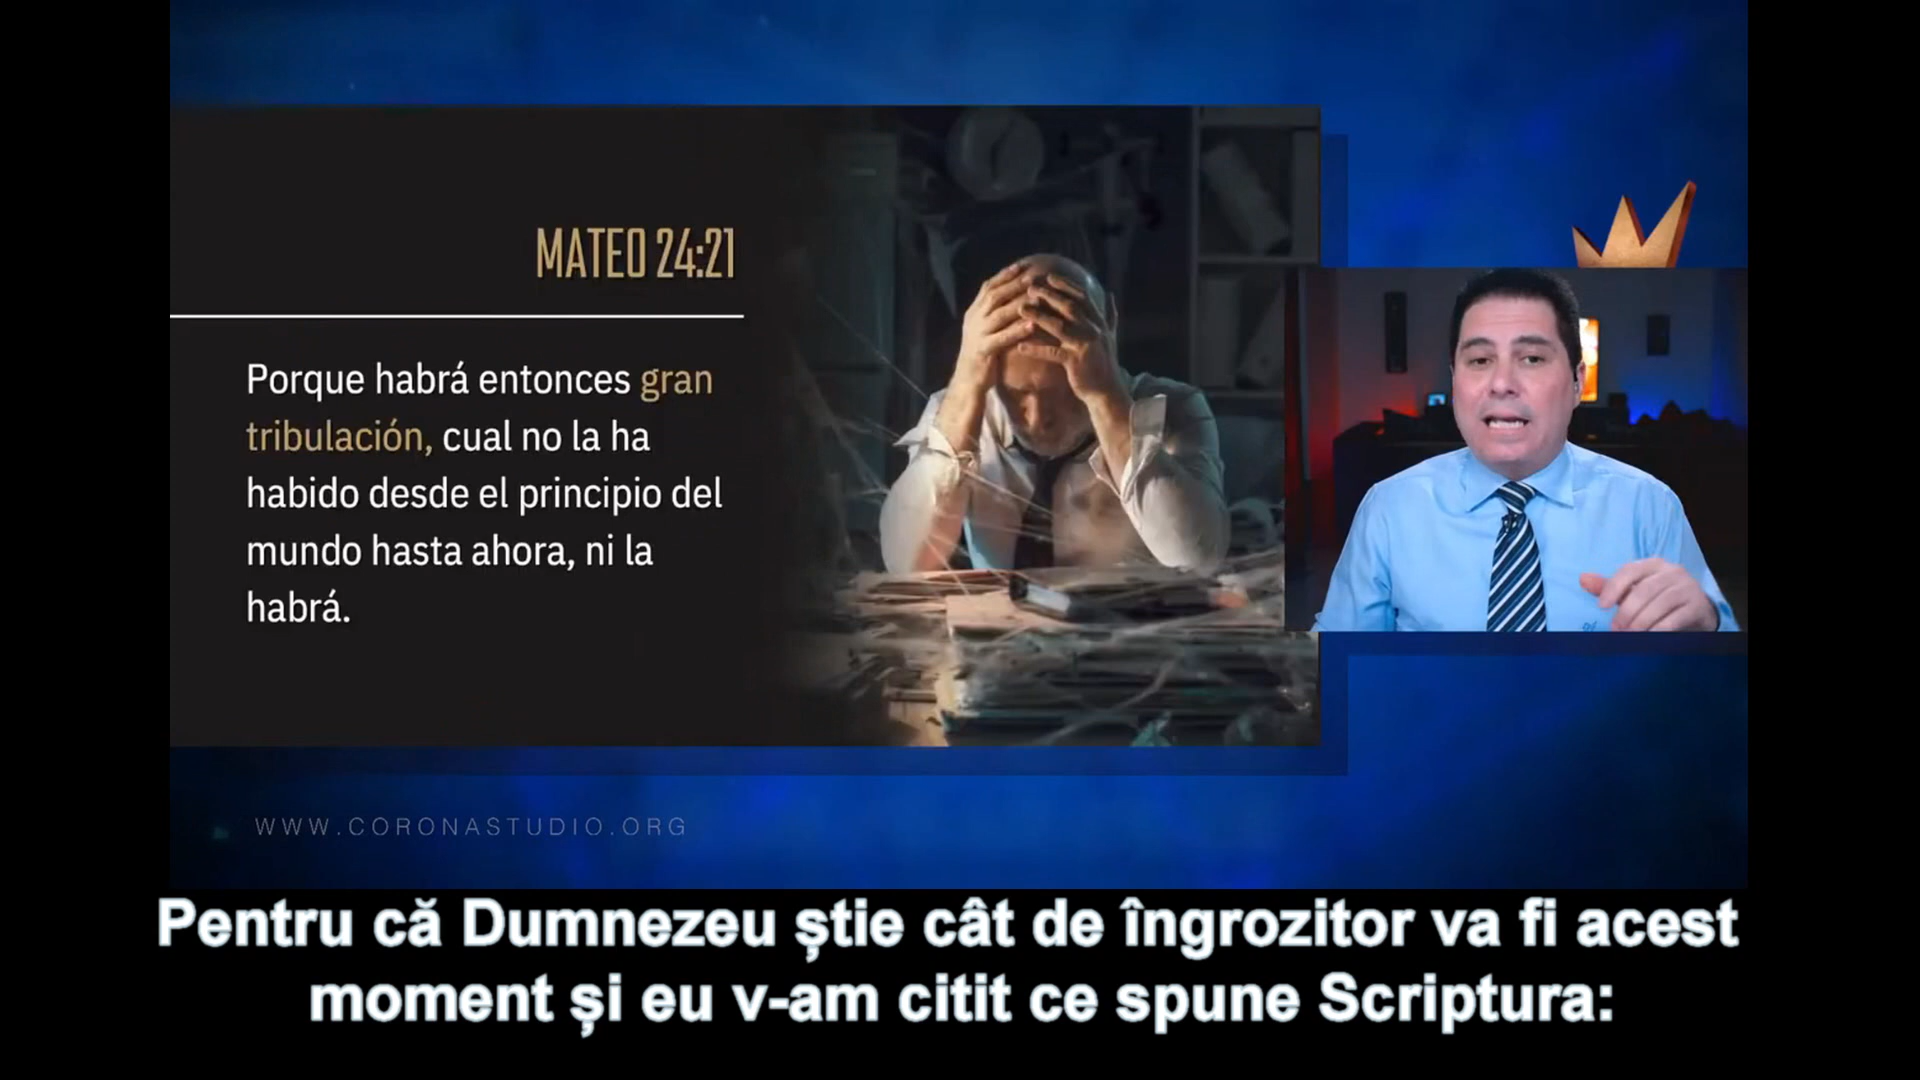 MATEO 24:21
Porque habrá entonces gran
tribulación, cual no la ha
habido desde el principio del
mundo hasta ahora, ni la
habrá.
WWW.CORONASTUDIO.ORG
Pentru că Dumnezeu știe cât de îngrozitor va fi acest
moment și eu v-am citit ce spune Scriptura: